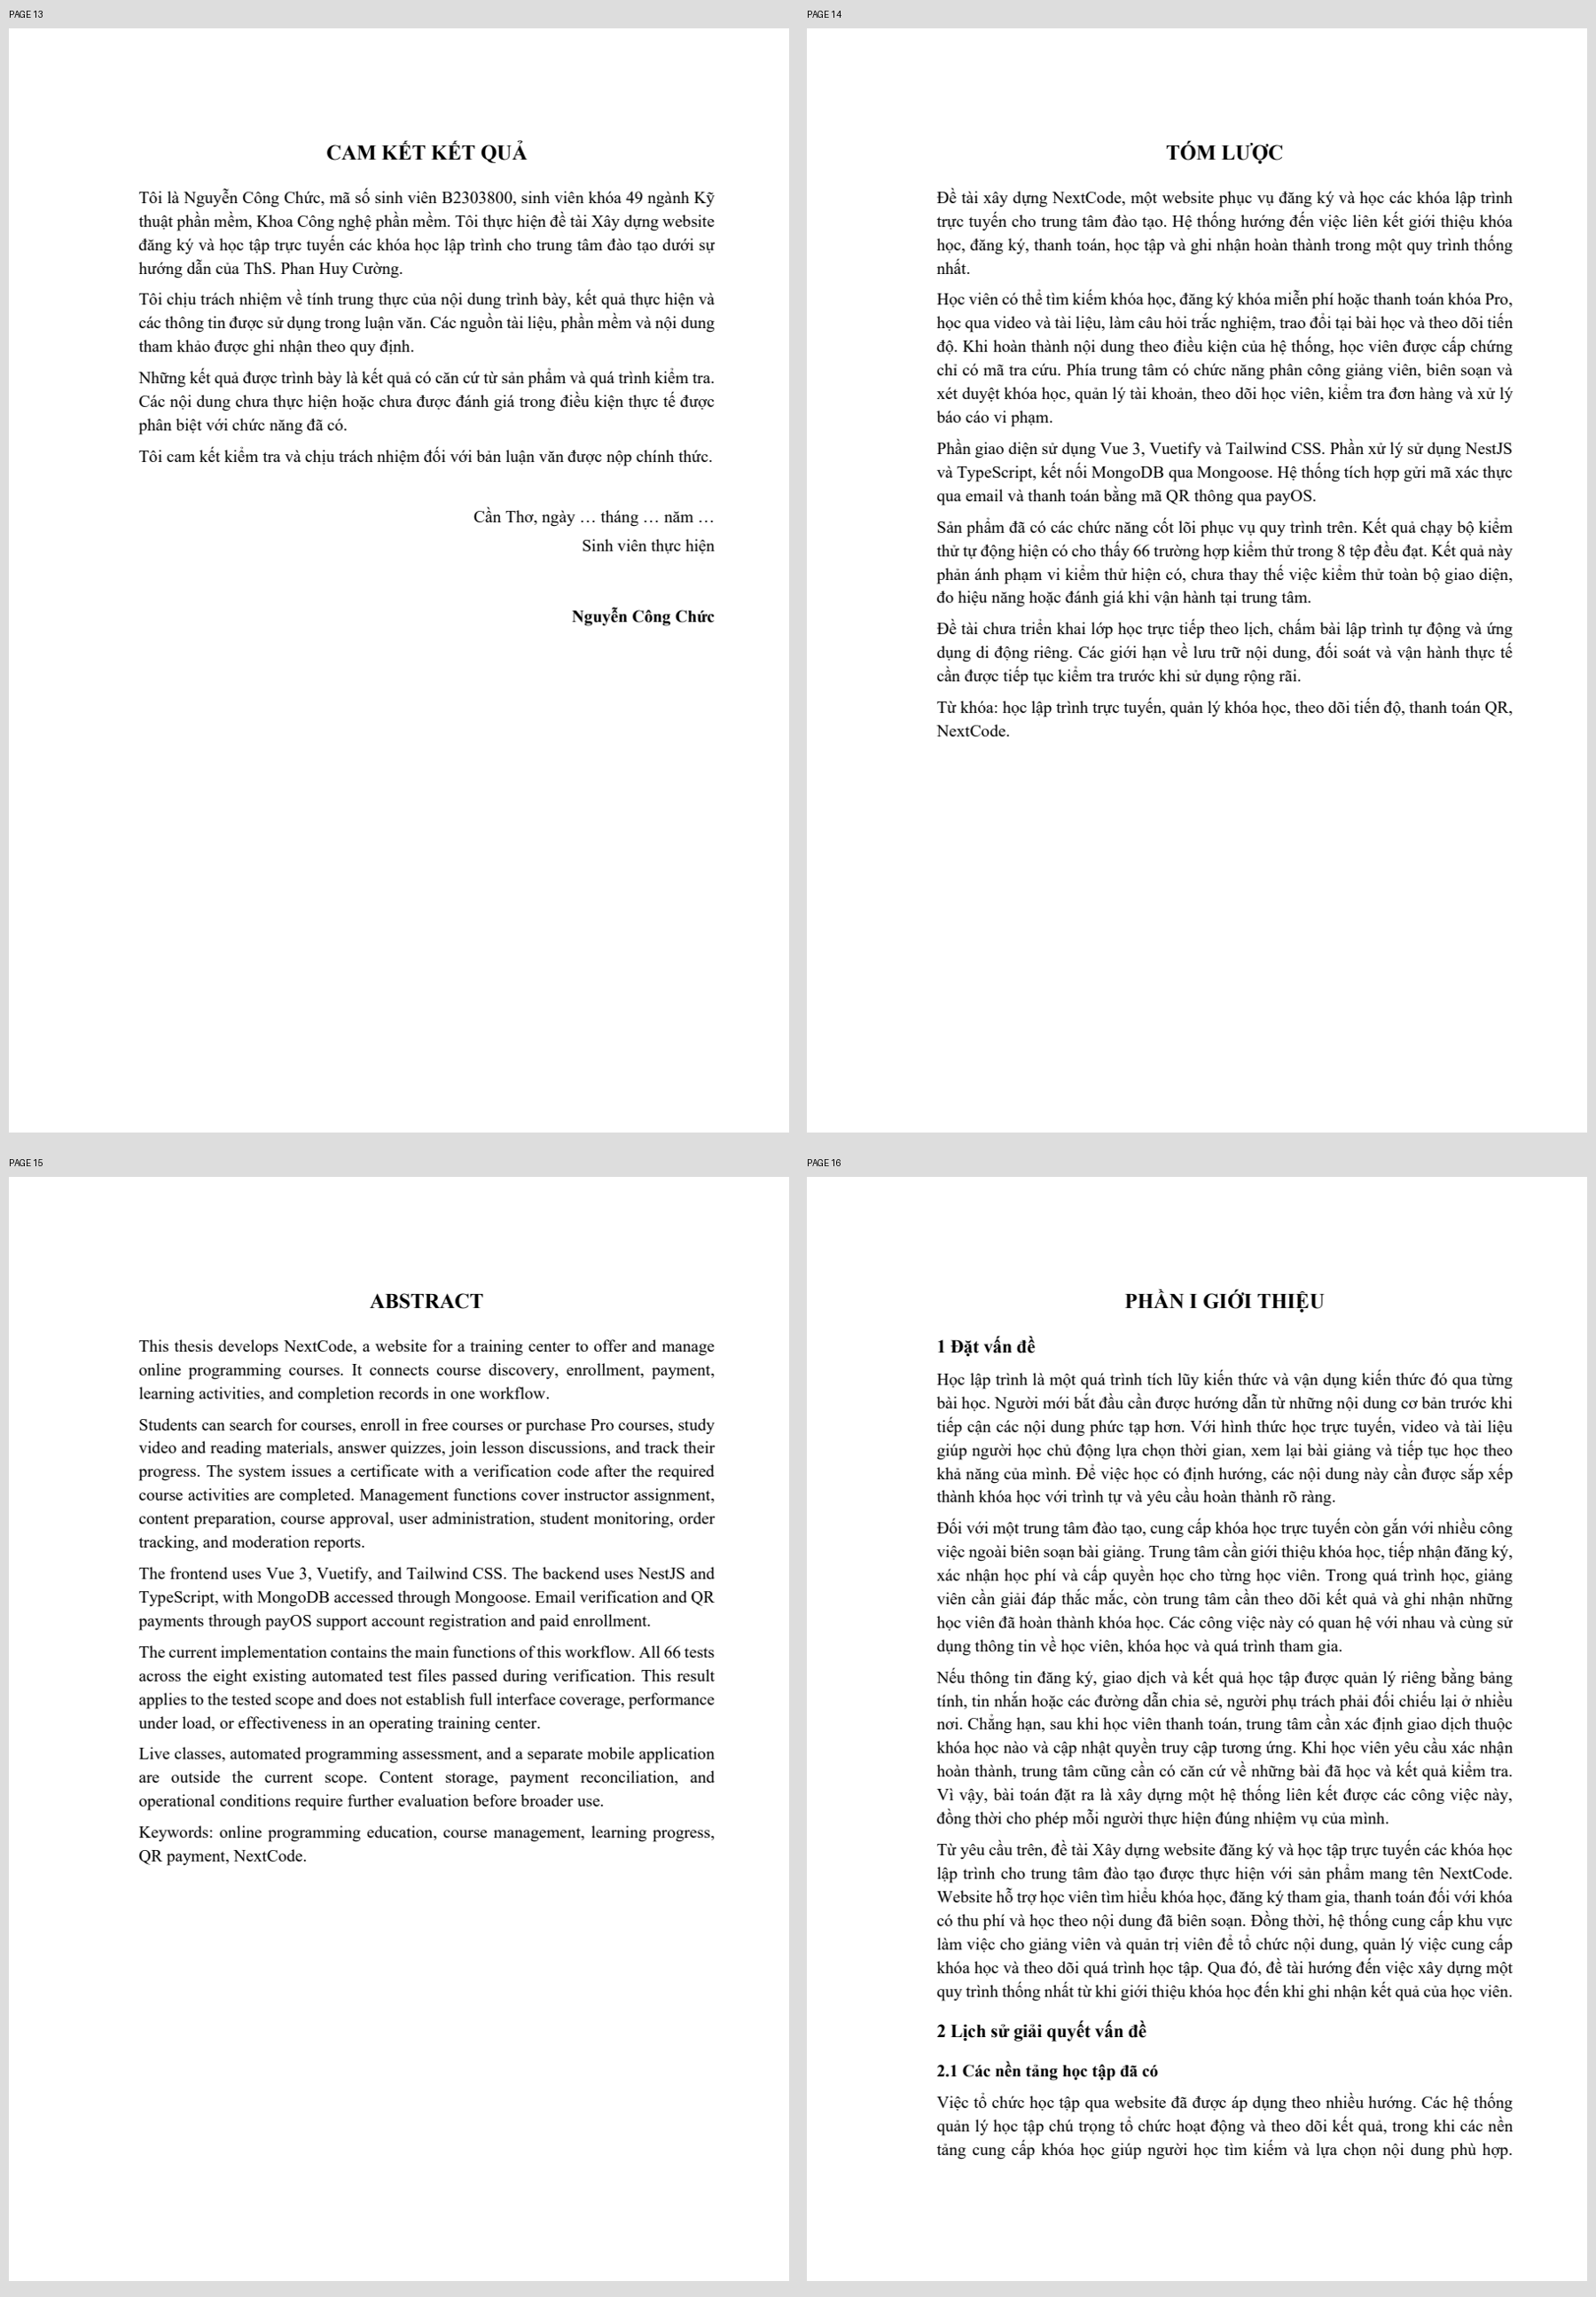 PAGE 13
CAM KẾT KẾT QUẢ
Tôi là Nguyễn Công Chức, mã số sinh viên B2303800, sinh viên khóa 49 ngành Kỹ
thuật phần mềm, Khoa Công nghệ phần mềm. Tôi thực hiện đề tài Xây dựng website
đăng ký và học tập trực tuyến các khóa học lập trình cho trung tâm đào tạo dưới sự
hướng dẫn của ThS. Phan Huy Cường.
Tôi chịu trách nhiệm về tính trung thực của nội dung trình bày, kết quả thực hiện và
các thông tin được sử dụng trong luận văn. Các nguồn tài liệu, phần mềm và nội dung
tham khảo được ghi nhận theo quy định.
Những kết quả được trình bày là kết quả có căn cứ từ sản phẩm và quá trình kiểm tra.
Các nội dung chưa thực hiện hoặc chưa được đánh giá trong điều kiện thực tế được
phân biệt với chức năng đã có.
Tôi cam kết kiểm tra và chịu trách nhiệm đối với bản luận văn được nộp chính thức.
Cần Thơ, ngày … tháng … năm …
Sinh viên thực hiện
Nguyễn Công Chức
PAGE 14
TÓM LƯỢC
Đề tài xây dựng NextCode, một website phục vụ đăng ký và học các khóa lập trình
trực tuyến cho trung tâm đào tạo. Hệ thống hướng đến việc liên kết giới thiệu khóa
học, đăng ký, thanh toán, học tập và ghi nhận hoàn thành trong một quy trình thống
nhất.
Học viên có thể tìm kiếm khóa học, đăng ký khóa miễn phí hoặc thanh toán khóa Pro,
học qua video và tài liệu, làm câu hỏi trắc nghiệm, trao đổi tại bài học và theo dõi tiến
độ. Khi hoàn thành nội dung theo điều kiện của hệ thống, học viên được cấp chứng
chỉ có mã tra cứu. Phía trung tâm có chức năng phân công giảng viên, biên soạn và
xét duyệt khóa học, quản lý tài khoản, theo dõi học viên, kiểm tra đơn hàng và xử lý
báo cáo vi phạm.
Phần giao diện sử dụng Vue 3, Vuetify và Tailwind CSS. Phần xử lý sử dụng NestJS
và TypeScript, kết nối MongoDB qua Mongoose. Hệ thống tích hợp gửi mã xác thực
qua email và thanh toán bằng mã QR thông qua payOS.
Sản phẩm đã có các chức năng cốt lõi phục vụ quy trình trên. Kết quả chạy bộ kiểm
thử tự động hiện có cho thấy 66 trường hợp kiểm thử trong 8 tệp đều đạt. Kết quả này
phản ánh phạm vi kiểm thử hiện có, chưa thay thế việc kiểm thử toàn bộ giao diện,
đo hiệu năng hoặc đánh giá khi vận hành tại trung tâm.
Đề tài chưa triển khai lớp học trực tiếp theo lịch, chấm bài lập trình tự động và ứng
dụng di động riêng. Các giới hạn về lưu trữ nội dung, đối soát và vận hành thực tế
cần được tiếp tục kiểm tra trước khi sử dụng rộng rãi.
Từ khóa: học lập trình trực tuyến, quản lý khóa học, theo dõi tiến độ, thanh toán QR,
NextCode.
PAGE 15
ABSTRACT
This thesis develops NextCode, a website for a training center to offer and manage
online programming courses. It connects course discovery, enrollment, payment,
learning activities, and completion records in one workflow.
Students can search for courses, enroll in free courses or purchase Pro courses, study
video and reading materials, answer quizzes, join lesson discussions, and track their
progress. The system issues a certificate with a verification code after the required
course activities are completed. Management functions cover instructor assignment,
content preparation, course approval, user administration, student monitoring, order
tracking, and moderation reports.
The frontend uses Vue 3, Vuetify, and Tailwind CSS. The backend uses NestJS and
TypeScript, with MongoDB accessed through Mongoose. Email verification and QR
payments through payOS support account registration and paid enrollment.
The current implementation contains the main functions of this workflow. All 66 tests
across the eight existing automated test files passed during verification. This result
applies to the tested scope and does not establish full interface coverage, performance
under load, or effectiveness in an operating training center.
Live classes, automated programming assessment, and a separate mobile application
are outside the current scope. Content storage, payment reconciliation, and
operational conditions require further evaluation before broader use.
Keywords: online programming education, course management, learning progress,
QR payment, NextCode.
PAGE 16
PHẦN I GIỚI THIỆU
1 Đặt vấn đề
Học lập trình là một quá trình tích lũy kiến thức và vận dụng kiến thức đó qua từng
bài học. Người mới bắt đầu cần được hướng dẫn từ những nội dung cơ bản trước khi
tiếp cận các nội dung phức tạp hơn. Với hình thức học trực tuyến, video và tài liệu
giúp người học chủ động lựa chọn thời gian, xem lại bài giảng và tiếp tục học theo
khả năng của mình. Để việc học có định hướng, các nội dung này cần được sắp xếp
thành khóa học với trình tự và yêu cầu hoàn thành rõ ràng.
Đối với một trung tâm đào tạo, cung cấp khóa học trực tuyến còn gắn với nhiều công
việc ngoài biên soạn bài giảng. Trung tâm cần giới thiệu khóa học, tiếp nhận đăng ký,
xác nhận học phí và cấp quyền học cho từng học viên. Trong quá trình học, giảng
viên cần giải đáp thắc mắc, còn trung tâm cần theo dõi kết quả và ghi nhận những
học viên đã hoàn thành khóa học. Các công việc này có quan hệ với nhau và cùng sử
dụng thông tin về học viên, khóa học và quá trình tham gia.
Nếu thông tin đăng ký, giao dịch và kết quả học tập được quản lý riêng bằng bảng
tính, tin nhắn hoặc các đường dẫn chia sẻ, người phụ trách phải đối chiếu lại ở nhiều
nơi. Chẳng hạn, sau khi học viên thanh toán, trung tâm cần xác định giao dịch thuộc
khóa học nào và cập nhật quyền truy cập tương ứng. Khi học viên yêu cầu xác nhận
hoàn thành, trung tâm cũng cần có căn cứ về những bài đã học và kết quả kiểm tra.
Vì vậy, bài toán đặt ra là xây dựng một hệ thống liên kết được các công việc này,
đồng thời cho phép mỗi người thực hiện đúng nhiệm vụ của mình.
Từ yêu cầu trên, đề tài Xây dựng website đăng ký và học tập trực tuyến các khóa học
lập trình cho trung tâm đào tạo được thực hiện với sản phẩm mang tên NextCode.
Website hỗ trợ học viên tìm hiểu khóa học, đăng ký tham gia, thanh toán đối với khóa
có thu phí và học theo nội dung đã biên soạn. Đồng thời, hệ thống cung cấp khu vực
làm việc cho giảng viên và quản trị viên để tổ chức nội dung, quản lý việc cung cấp
khóa học và theo dõi quá trình học tập. Qua đó, đề tài hướng đến việc xây dựng một
quy trình thống nhất từ khi giới thiệu khóa học đến khi ghi nhận kết quả của học viên.
2 Lịch sử giải quyết vấn đề
2.1 Các nền tảng học tập đã có
Việc tổ chức học tập qua website đã được áp dụng theo nhiều hướng. Các hệ thống
quản lý học tập chú trọng tổ chức hoạt động và theo dõi kết quả, trong khi các nền
tảng cung cấp khóa học giúp người học tìm kiếm và lựa chọn nội dung phù hợp.